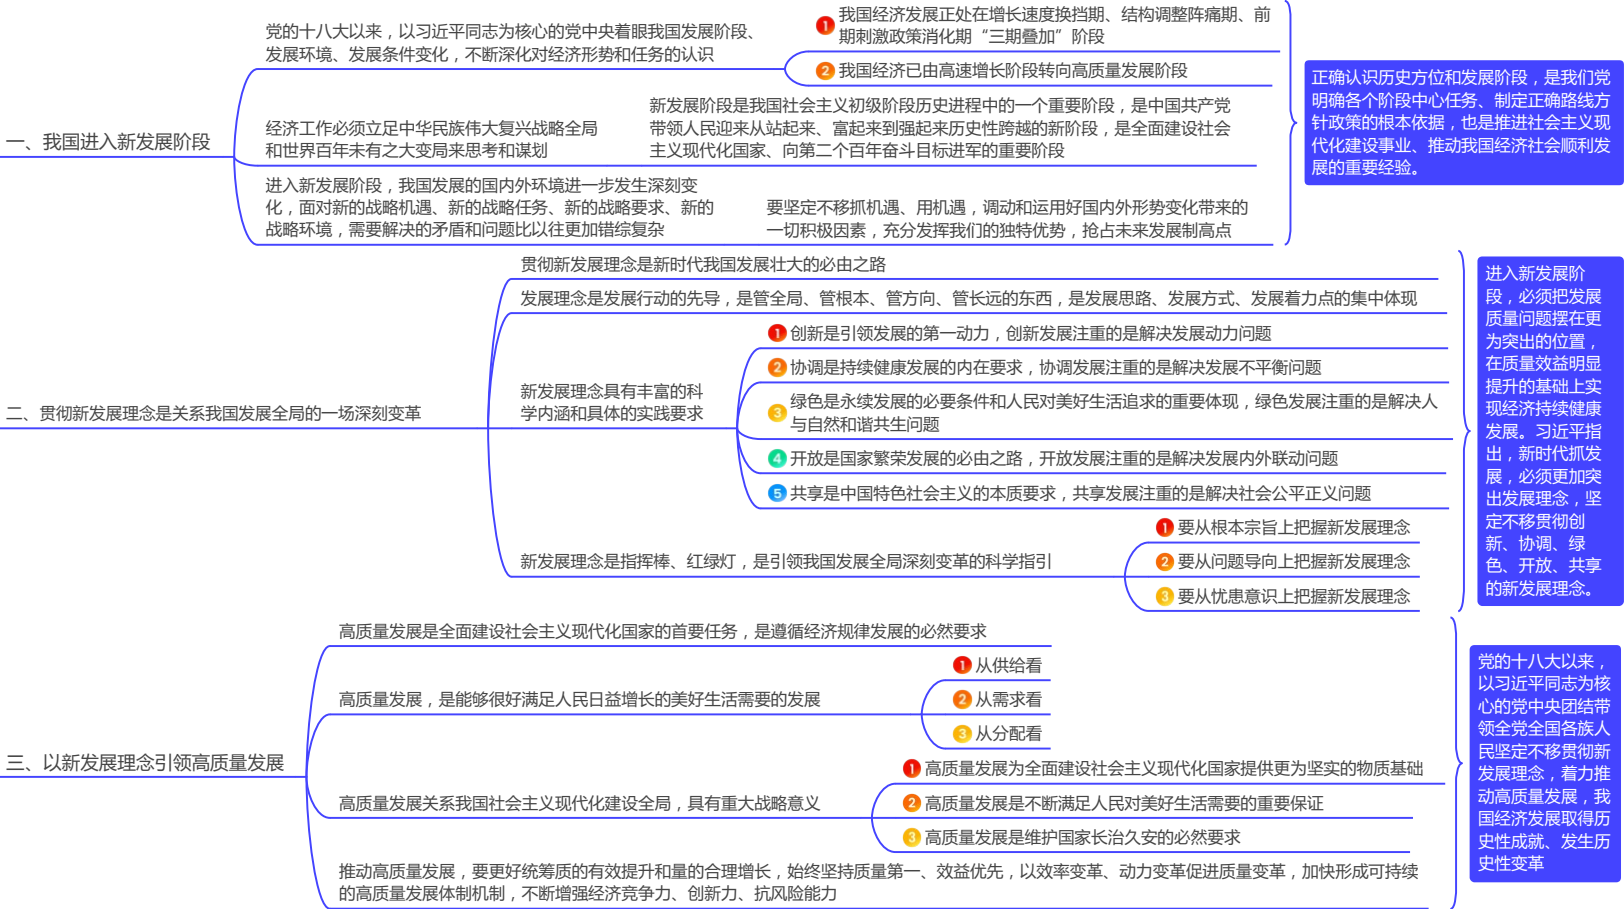 一、我国进入新发展阶段
党的十八大以来，以习近平同志为核心的党中央着眼我国发展阶段、
发展环境、发展条件变化，不断深化对经济形势和任务的认识
1 我国经济发展正处在增长速度换挡期、结构调整阵痛期、前
期刺激政策消化期“三期叠加”阶段
2 我国经济已由高速增长阶段转向高质量发展阶段
经济工作必须立足中华民族伟大复兴战略全局
和世界百年未有之大变局来思考和谋划
新发展阶段是我国社会主义初级阶段历史进程中的一个重要阶段，是中国共产党
带领人民迎来从站起来、富起来到强起来历史性跨越的新阶段，是全面建设社会
主义现代化国家、向第二个百年奋斗目标进军的重要阶段
进入新发展阶段，我国发展的国内外环境进一步发生深刻变
化，面对新的战略机遇、新的战略任务、新的战略要求、新的
战略环境，需要解决的矛盾和问题比以往更加错综复杂
要坚定不移抓机遇、用机遇，调动和运用好国内外形势变化带来的
一切积极因素，充分发挥我们的独特优势，抢占未来发展制高点
正确认识历史方位和发展阶段，是我们党
明确各个阶段中心任务、制定正确路线方
针政策的根本依据，也是推进社会主义现
代化建设事业、推动我国经济社会顺利发
展的重要经验。
二、贯彻新发展理念是关系我国发展全局的一场深刻变革
贯彻新发展理念是新时代我国发展壮大的必由之路
发展理念是发展行动的先导，是管全局、管根本、管方向、管长远的东西，是发展思路、发展方式、发展着力点的集中体现
新发展理念具有丰富的科
学内涵和具体的实践要求
1 创新是引领发展的第一动力，创新发展注重的是解决发展动力问题
2 协调是持续健康发展的内在要求，协调发展注重的是解决发展不平衡问题
3 绿色是永续发展的必要条件和人民对美好生活追求的重要体现，绿色发展注重的是解决人
与自然和谐共生问题
4 开放是国家繁荣发展的必由之路，开放发展注重的是解决发展内外联动问题
5 共享是中国特色社会主义的本质要求，共享发展注重的是解决社会公平正义问题
新发展理念是指挥棒、红绿灯，是引领我国发展全局深刻变革的科学指引
1 要从根本宗旨上把握新发展理念
2 要从问题导向上把握新发展理念
3 要从忧患意识上把握新发展理念
进入新发展阶
段，必须把发展
质量问题摆在更
为突出的位置，
在质量效益明显
提升的基础上实
现经济持续健康
发展。习近平指
出，新时代抓发
展，必须更加突
出发展理念，坚
定不移贯彻创
新、协调、绿
色、开放、共享
的新发展理念。
三、以新发展理念引领高质量发展
高质量发展是全面建设社会主义现代化国家的首要任务，是遵循经济规律发展的必然要求
高质量发展，是能够很好满足人民日益增长的美好生活需要的发展
1 从供给看
2 从需求看
3 从分配看
高质量发展关系我国社会主义现代化建设全局，具有重大战略意义
1 高质量发展为全面建设社会主义现代化国家提供更为坚实的物质基础
2 高质量发展是不断满足人民对美好生活需要的重要保证
3 高质量发展是维护国家长治久安的必然要求
推动高质量发展，要更好统筹质的有效提升和量的合理增长，始终坚持质量第一、效益优先，以效率变革、动力变革促进质量变革，加快形成可持续
的高质量发展体制机制，不断增强经济竞争力、创新力、抗风险能力
党的十八大以来，
以习近平同志为核
心的党中央团结带
领全党全国各族人
民坚定不移贯彻新
发展理念，着力推
动高质量发展，我
国经济发展取得历
史性成就、发生历
史性变革